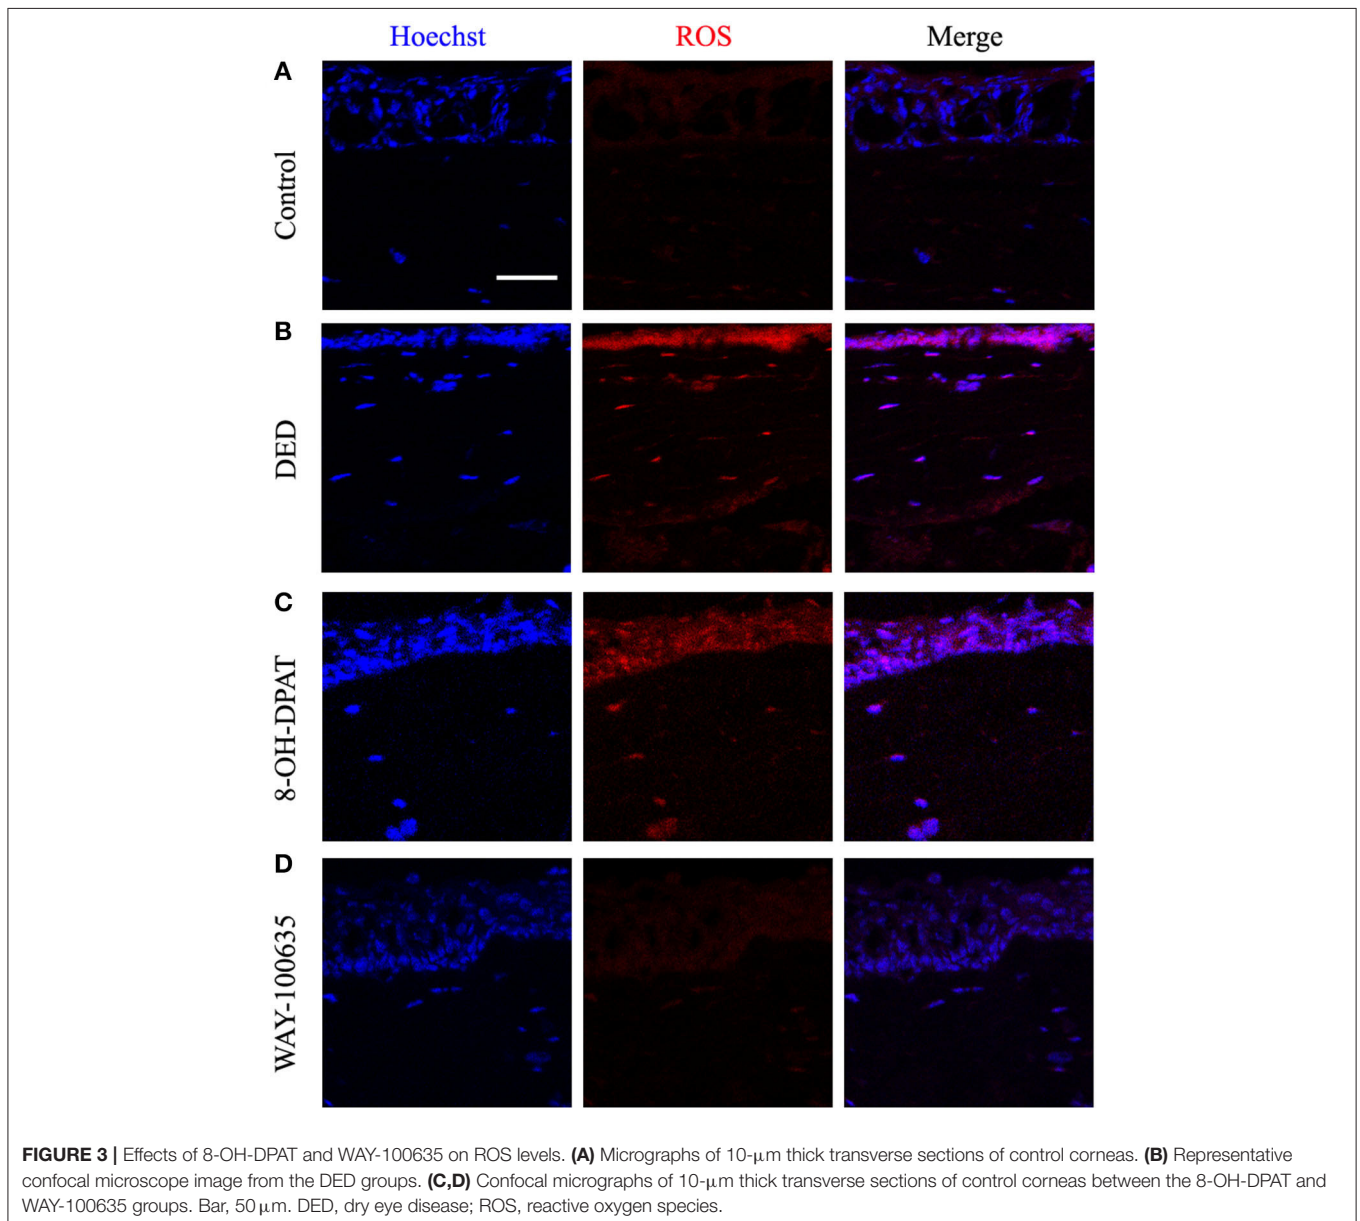 Hoechst ROS Merge
A
Control
B
DED
C
8-OH-DPAT
D
WAY-100635
FIGURE 3 | Effects of 8-OH-DPAT and WAY-100635 on ROS levels. (A) Micrographs of 10-μm thick transverse sections of control corneas. (B) Representative
confocal microscope image from the DED groups. (C,D) Confocal micrographs of 10-μm thick transverse sections of control corneas between the 8-OH-DPAT and
WAY-100635 groups. Bar, 50 μm. DED, dry eye disease; ROS, reactive oxygen species.